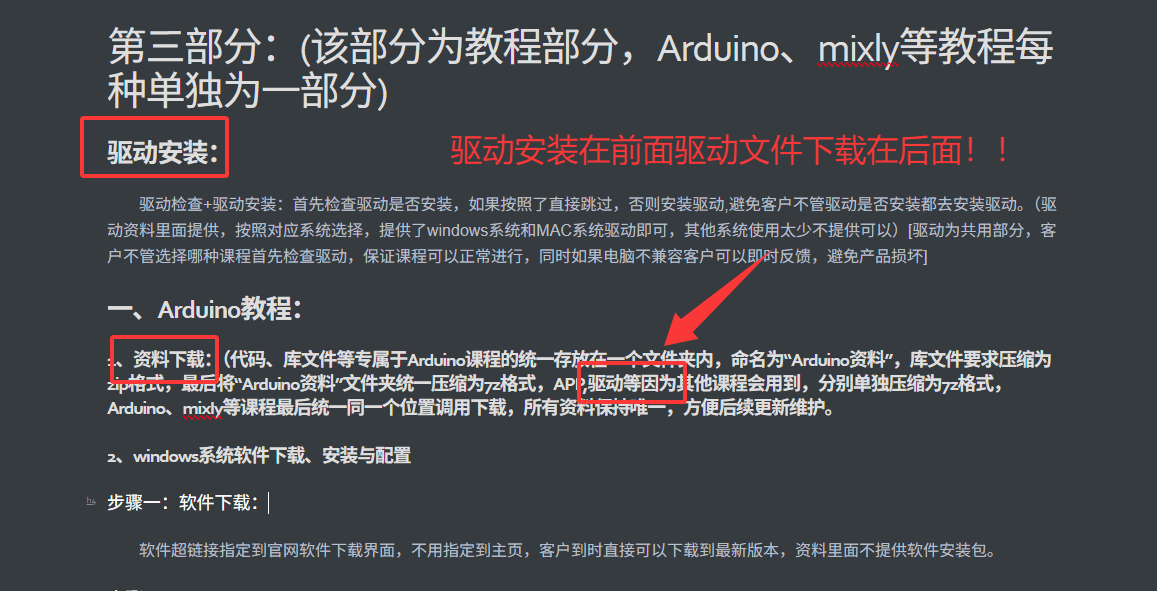 第三部分：(该部分为教程部分，Arduino、mixly等教程每
种单独为一部分)
驱动安装：
驱动安装在前面驱动文件下载在后面！！
驱动检查+驱动安装：首先检查驱动是否安装，如果按照了直接跳过，否则安装驱动,避免客户不管驱动是否安装都去安装驱动。（驱
动资料里面提供，按照对应系统选择，提供了windows系统和MAC系统驱动即可，其他系统使用太少不提供可以）[驱动为共用部分，客
户不管选择哪种课程首先检查驱动，保证课程可以正常进行，同时如果电脑不兼容客户可以即时反馈，避免产品损坏]
一、Arduino教程：
1、资料下载：（代码、库文件等专属于Arduino课程的统一存放在一个文件夹内，命名为“Arduino资料”，库文件要求压缩为
zip格式，最后将“Arduino资料”文件夹统一压缩为7z格式，APP,驱动等因为其他课程会用到，分别单独压缩为7z格式，
Arduino、mixly等课程最后统一同一个位置调用下载，所有资料保持唯一，方便后续更新维护。
2、windows系统软件下载、安装与配置
h4 步骤一：软件下载：
软件超链接指定到官网软件下载界面，不用指定到主页，客户到时直接可以下载到最新版本，资料里面不提供软件安装包。